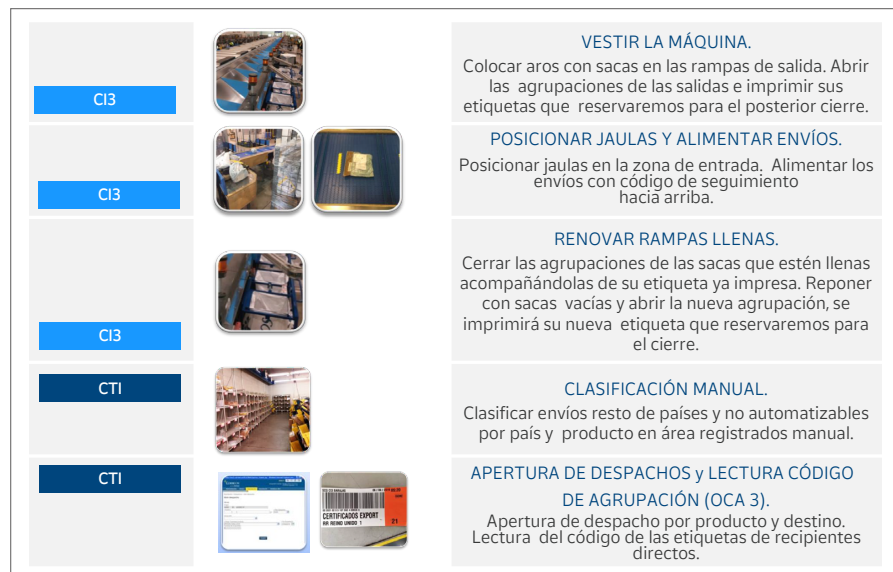 VESTIR LA MÁQUINA.
Colocar aros con sacas en las rampas de salida. Abrir
las agrupaciones de las salidas e imprimir sus
etiquetas que reservaremos para el posterior cierre.
CI3
POSICIONAR JAULAS Y ALIMENTAR ENVÍOS.
Posicionar jaulas en la zona de entrada. Alimentar los
envíos con código de seguimiento
hacia arriba.
CI3
RENOVAR RAMPAS LLENAS.
Cerrar las agrupaciones de las sacas que estén llenas
acompañándolas de su etiqueta ya impresa. Reponer
con sacas vacías y abrir la nueva agrupación, se
imprimirá su nueva etiqueta que reservaremos para
el cierre.
CI3
CTI
CLASIFICACIÓN MANUAL.
Clasificar envíos resto de países y no automatizables
por país y producto en área registrados manual.
CTI
APERTURA DE DESPACHOS y LECTURA CÓDIGO
DE AGRUPACIÓN (OCA 3).
Apertura de despacho por producto y destino.
Lectura del código de las etiquetas de recipientes
directos.
CERTIFICADOS EXPORT
RR REINO UNIDO 1
21